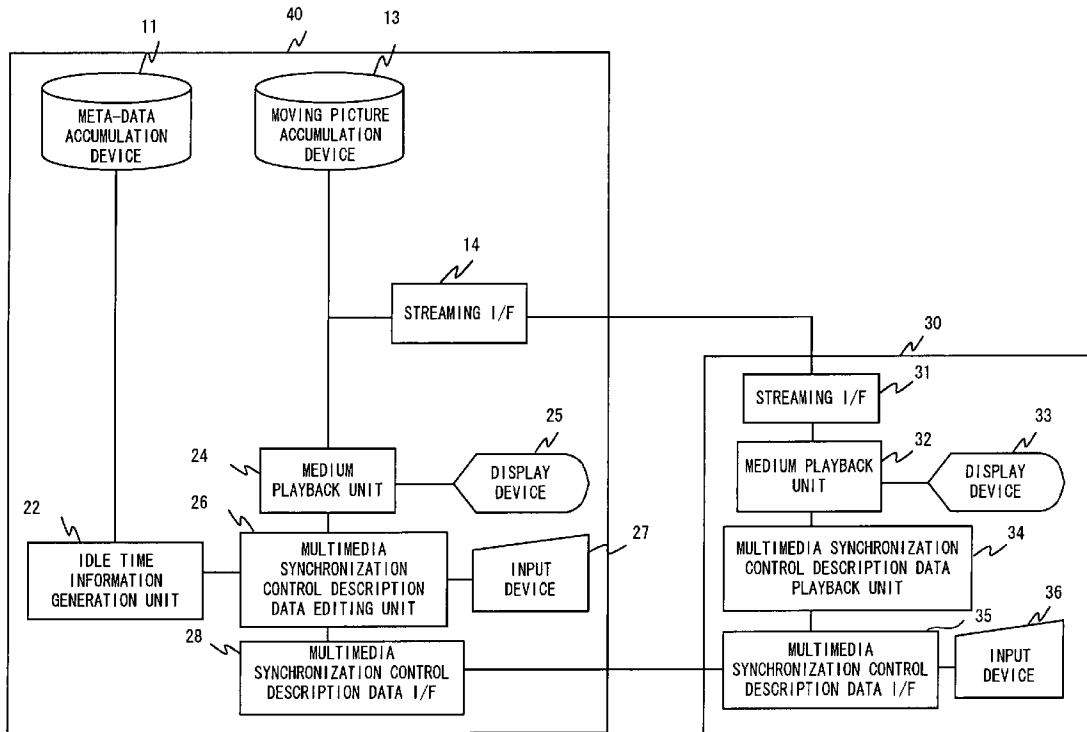 11
40
13
META-DATA
ACCUMULATION
DEVICE
MOVING PICTURE
ACCUMULATION
DEVICE
14
STREAMING I/F
30
31
STREAMING I/F
24
MEDIUM
PLAYBACK UNIT
25
DISPLAY
DEVICE
32
MEDIUM PLAYBACK
UNIT
33
DISPLAY
DEVICE
22
IDLE TIME
INFORMATION
GENERATION UNIT
26
MULTIMEDIA
SYNCHRONIZATION
CONTROL DESCRIPTION
DATA EDITING UNIT
27
INPUT
DEVICE
34
MULTIMEDIA SYNCHRONIZATION
CONTROL DESCRIPTION DATA
PLAYBACK UNIT
28
MULTIMEDIA
SYNCHRONIZATION CONTROL
DESCRIPTION DATA I/F
35
MULTIMEDIA
SYNCHRONIZATION CONTROL
DESCRIPTION DATA I/F
36
INPUT
DEVICE